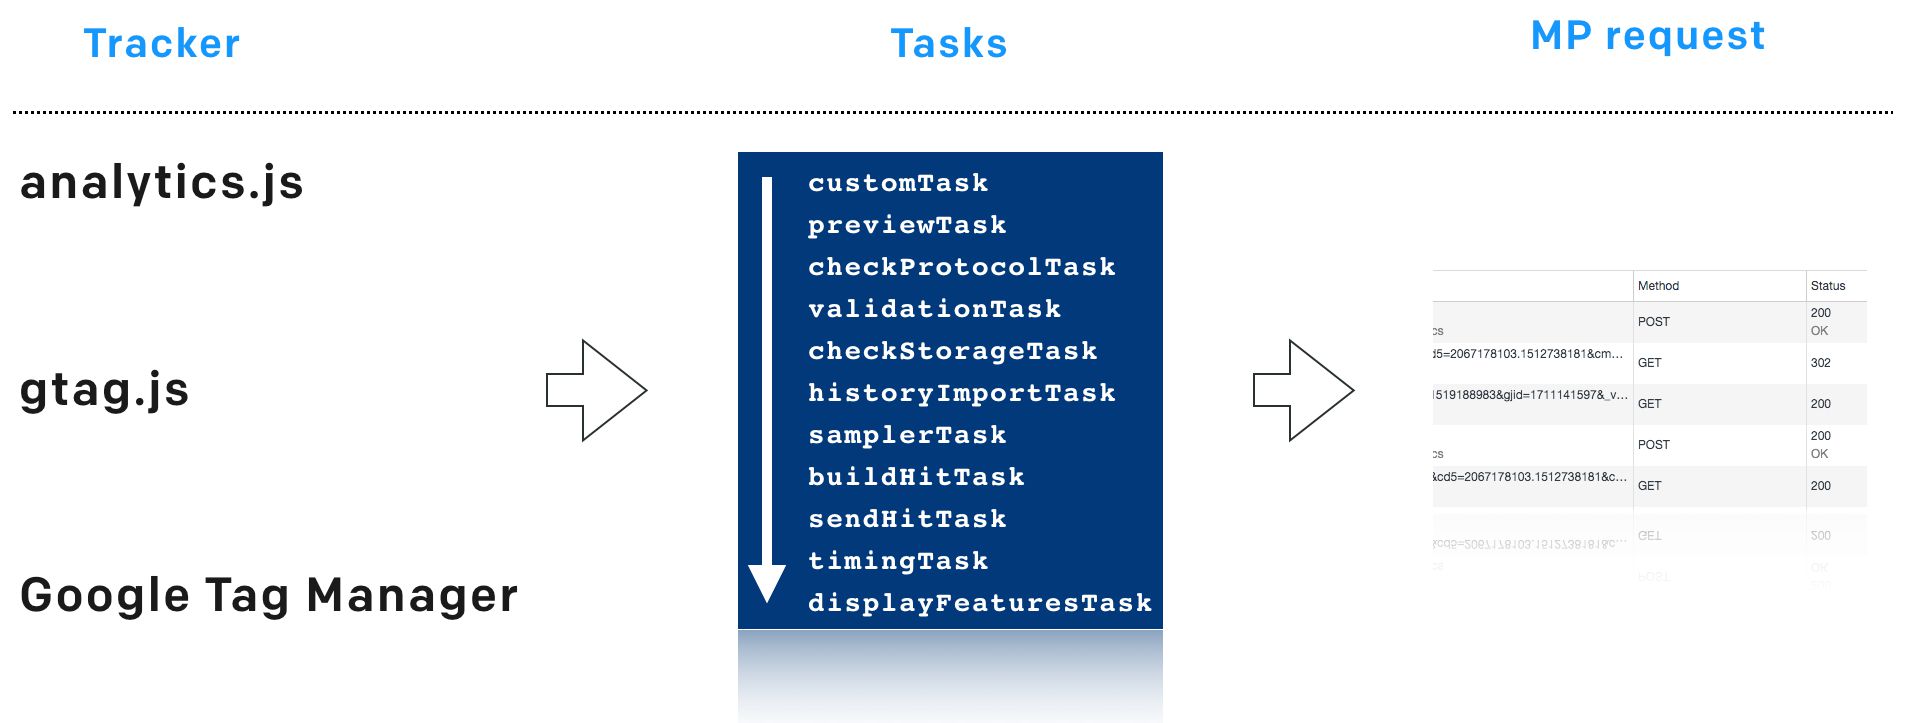 Tracker
Tasks
MP request
analytics.js
gtag.js
Google Tag Manager
customTask
previewTask
checkProtocolTask
validationTask
checkStorageTask
historyImportTask
samplerTask
buildHitTask
sendHitTask
timingTask
displayFeaturesTask
Method Status
cs POST 200 OK
d5=2067178103.1512738181&cm... GET 302
1519188983&gjid=1711141597&_v... GET 200
cs POST 200 OK
&cd5=2067178103.1512738181&c... GET 200